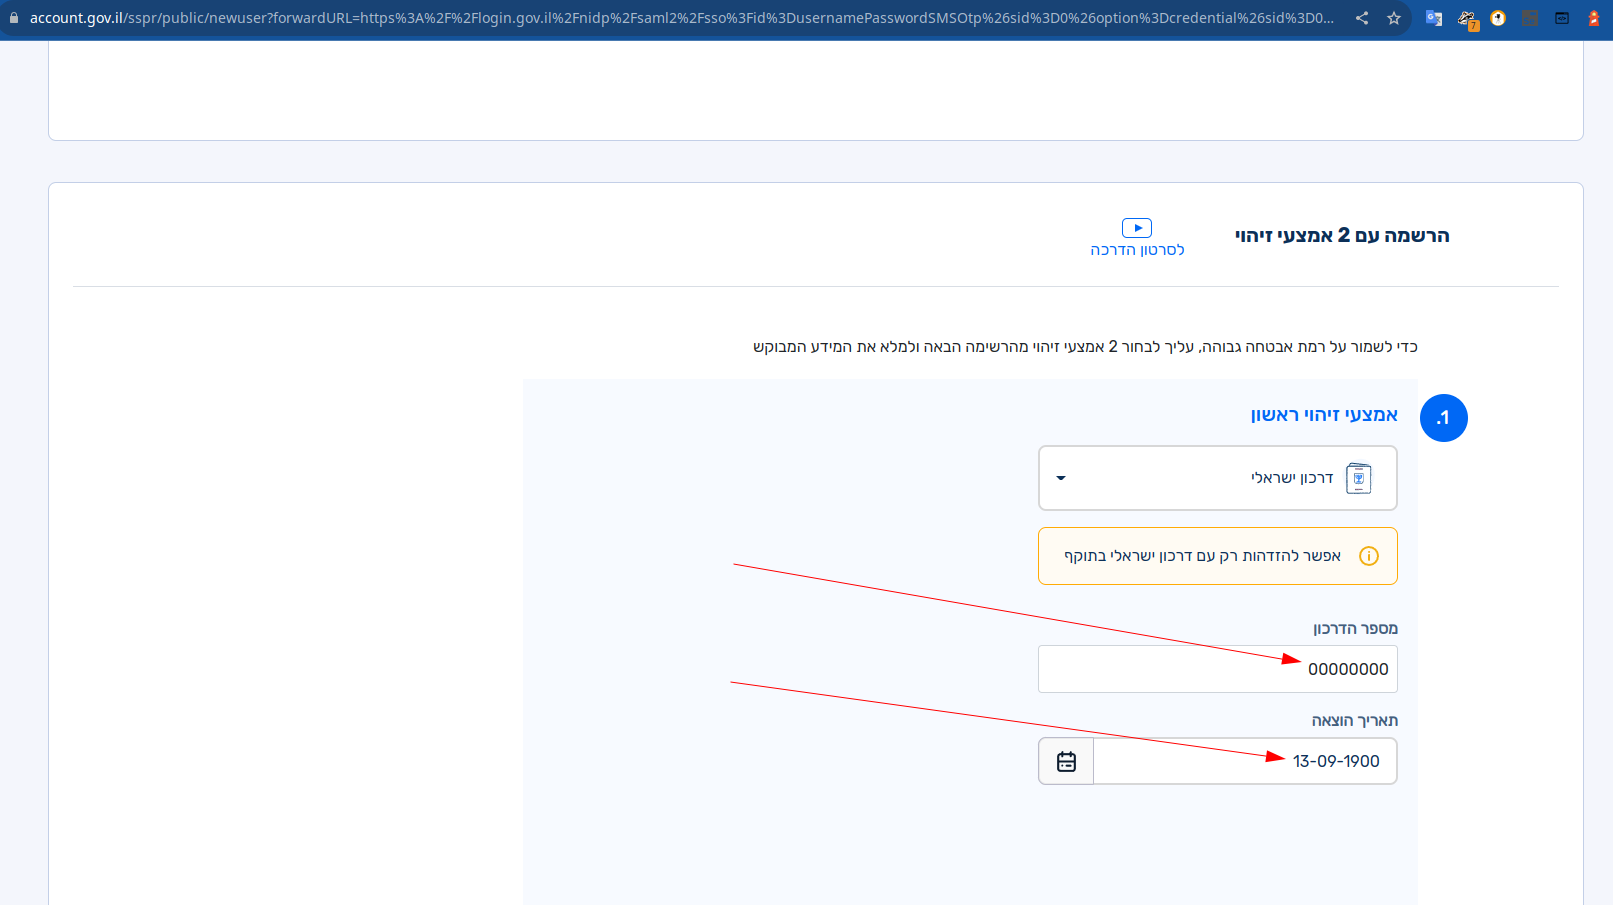 account.gov.il/sspr/public/newuser?forwardURL=https%3A%2F%2Flogin.gov.il%2Fnidp%2Fsaml2%2Fsso%3Fid%3DusernamePasswordSMSOtp%26sid%3D0%26option%3Dcredential%26sid%3D0...
7
הרשמה עם 2 אמצעי זיהוי
לסרטון הדרכה
כדי לשמור על רמת אבטחה גבוהה, עליך לבחור 2 אמצעי זיהוי מהרשימה הבאה ולמלא את המידע המבוקש
1.
אמצעי זיהוי ראשון
דרכון ישראלי
אפשר להזדהות רק עם דרכון ישראלי בתוקף
מספר הדרכון
00000000
תאריך הוצאה
13-09-1900